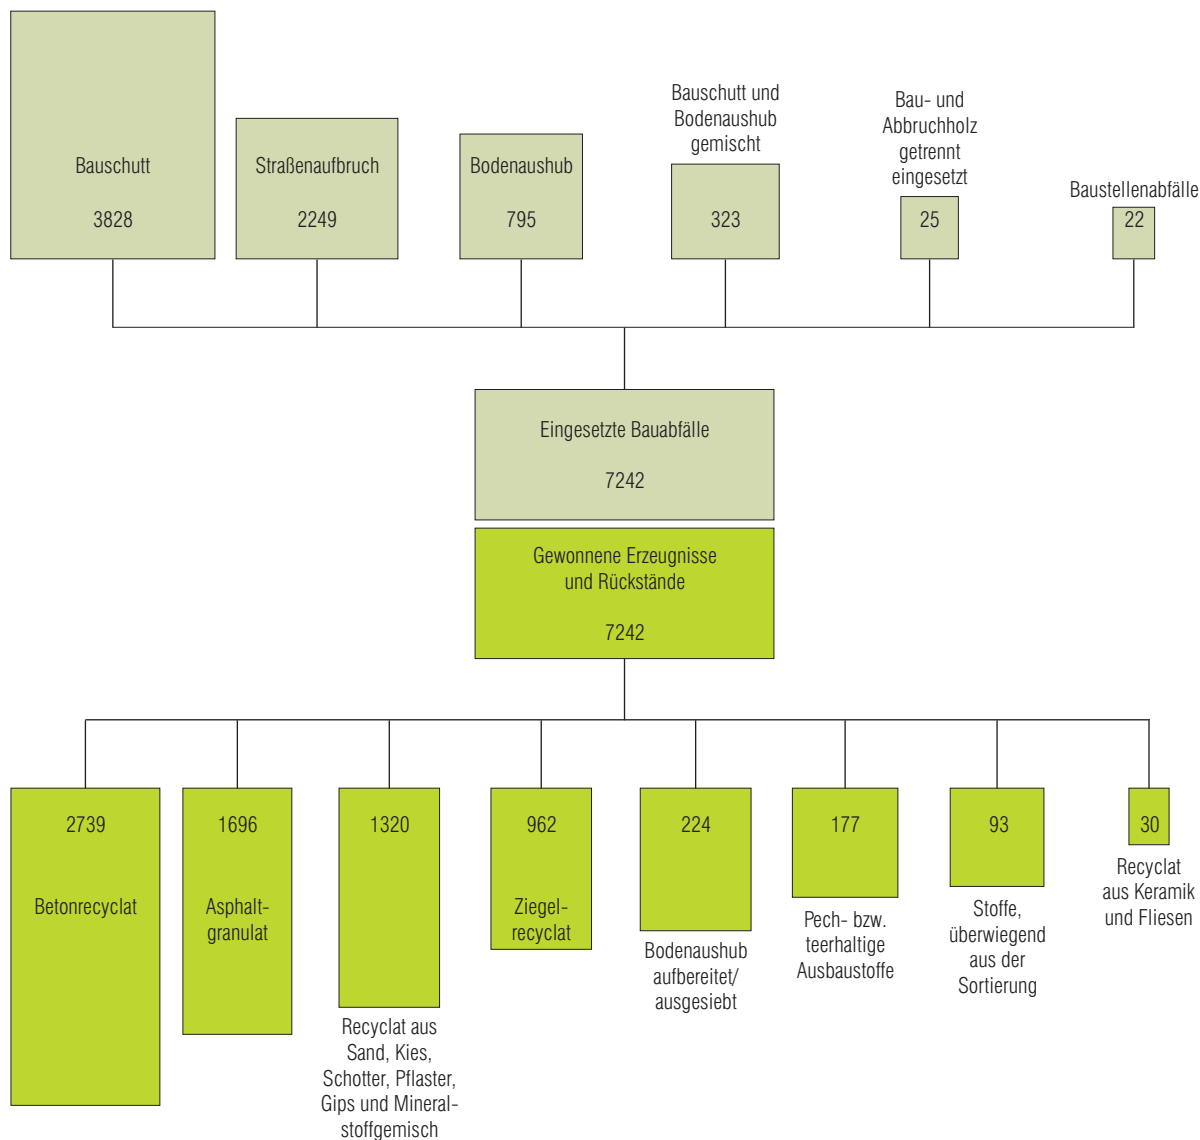 Bauschutt
3828
Straßenaufbruch
2249
Bodenaushub
795
Bauschutt und
Bodenaushub
gemischt
323
Bau- und
Abbruchholz
getrennt
eingesetzt
25
Baustellenabfälle
22
Eingesetzte Bauabfälle
7242
Gewonnene Erzeugnisse
und Rückstände
7242
2739
Betonrecyclat
1696
Asphalt-
granulat
1320
Recyclat aus
Sand, Kies,
Schotter, Pflaster,
Gips und Mineral-
stoffgemisch
962
Ziegel-
recyclat
224
Bodenaushub
aufbereitet/
ausgesiebt
177
Pech- bzw.
teerhaltige
Ausbaustoffe
93
Stoffe,
überwiegend
aus der
Sortierung
30
Recyclat
aus Keramik
und Fliesen